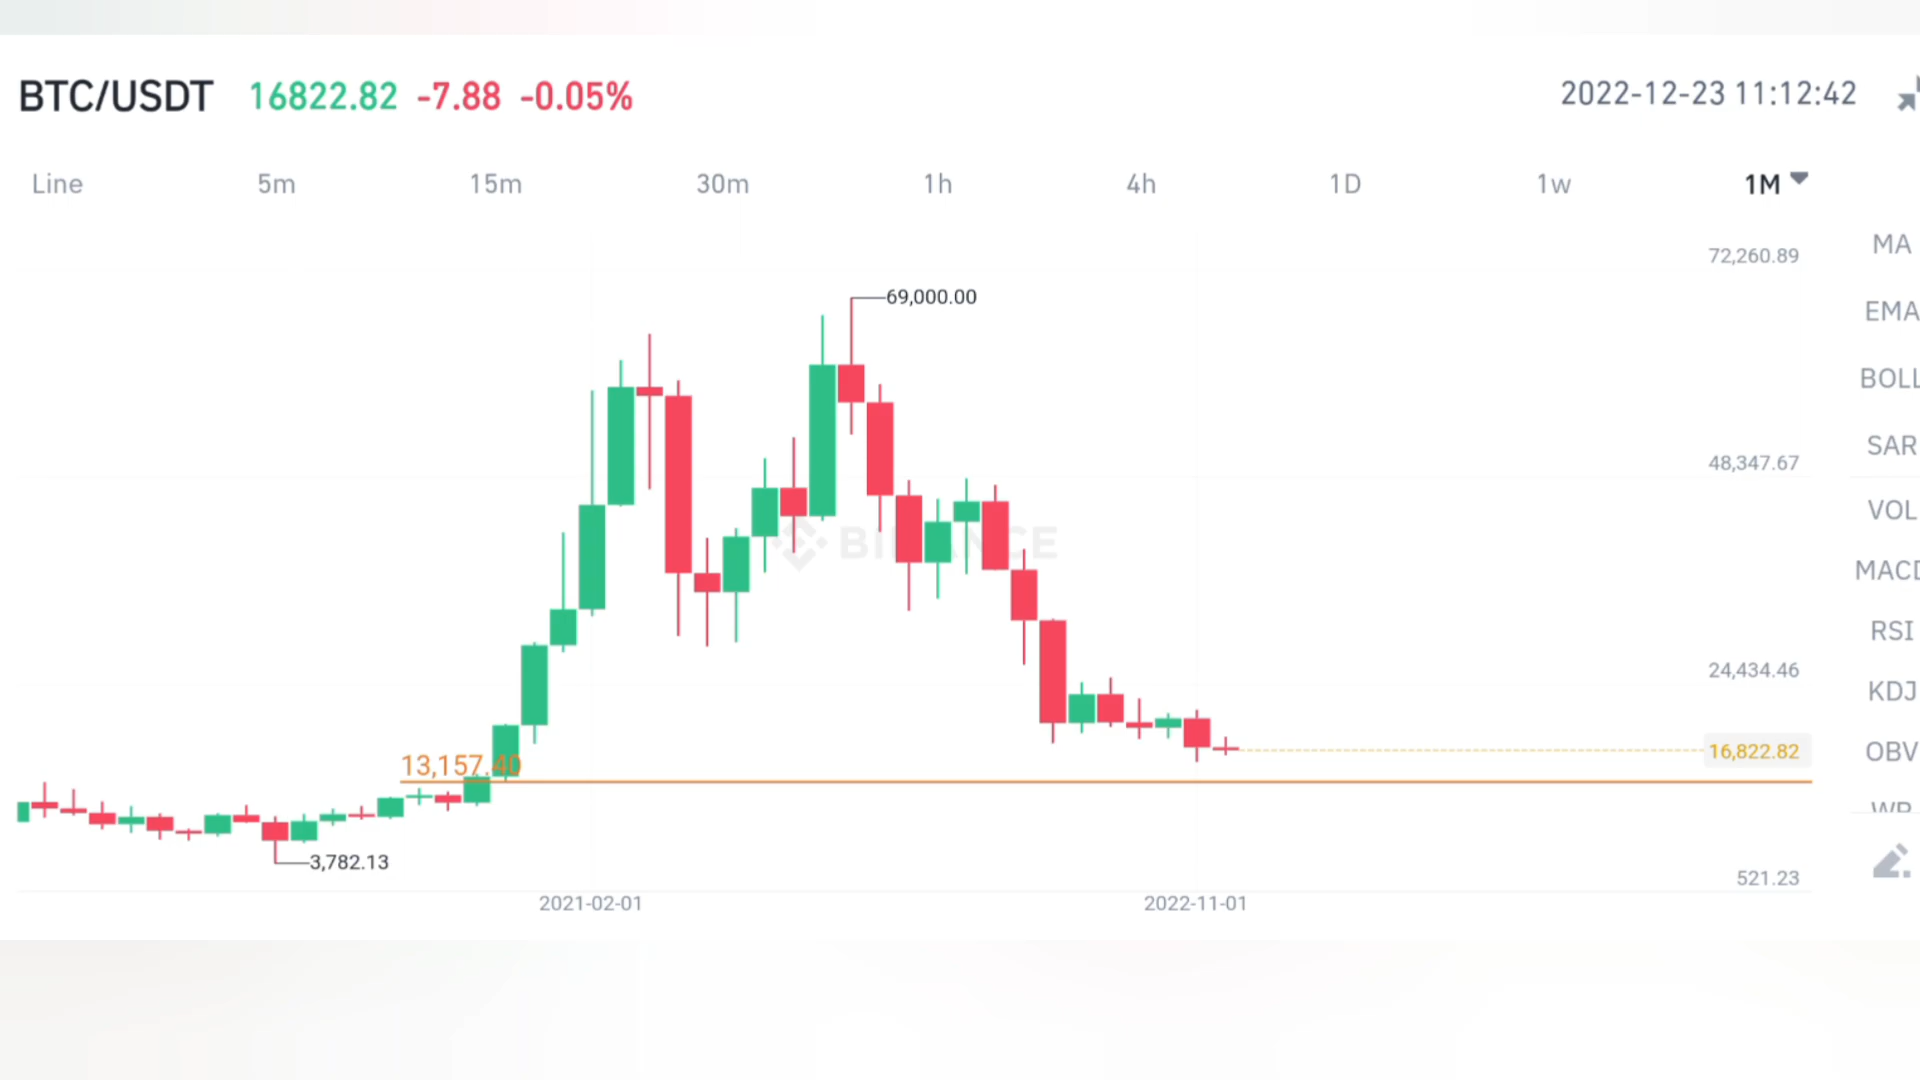 BTC/USDT 16822.82 -7.88 -0.05% 2022-12-23 11:12:42
Line 5m 15m 30m 1h 4h 1D 1w 1M
MA
72,260.89
69,000.00
EMA
BOLL
SAR
48,347.67
VOL
BINANCE
MACD
RSI
24,434.46
KDJ
16,822.82
OBV
13,157.40
WR
3,782.13
521.23
2021-02-01 2022-11-01